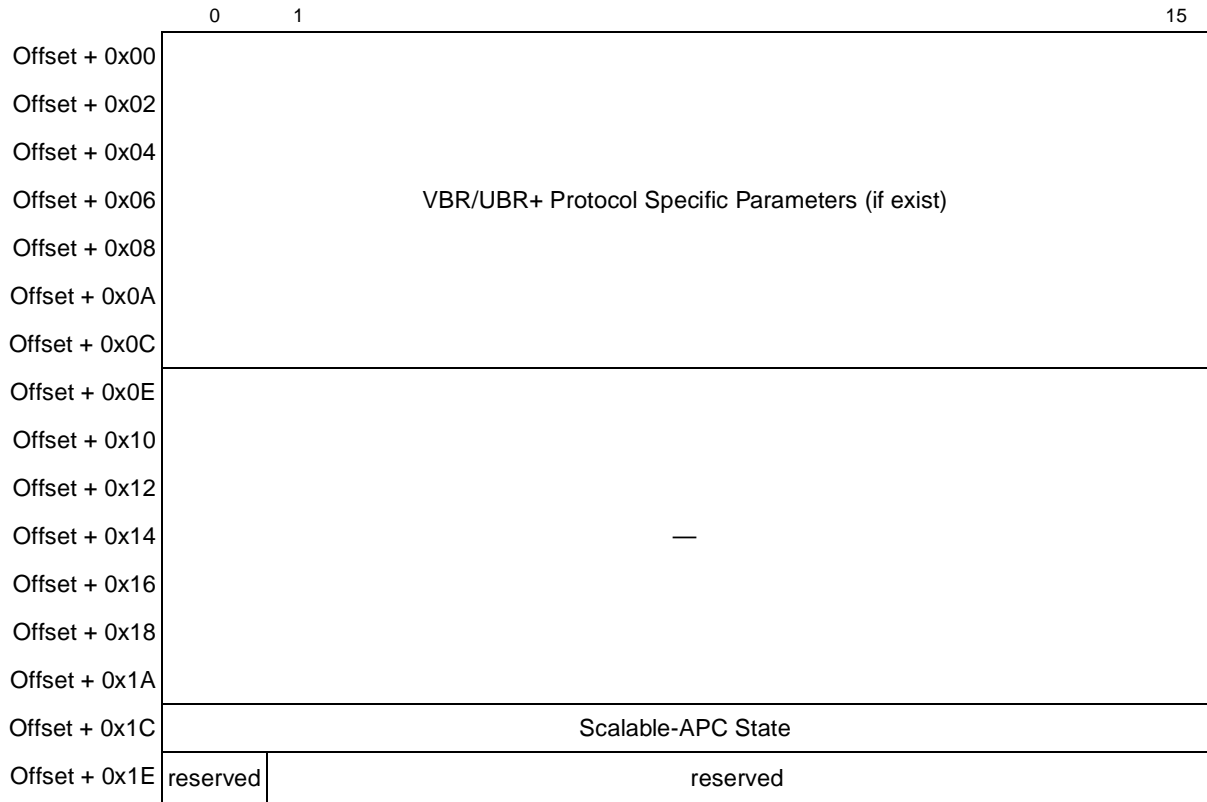 0 1 15
Offset + 0x00
Offset + 0x02
Offset + 0x04
Offset + 0x06 VBR/UBR+ Protocol Specific Parameters (if exist)
Offset + 0x08
Offset + 0x0A
Offset + 0x0C
Offset + 0x0E
Offset + 0x10
Offset + 0x12
Offset + 0x14 —
Offset + 0x16
Offset + 0x18
Offset + 0x1A
Offset + 0x1C Scalable-APC State
Offset + 0x1E reserved reserved